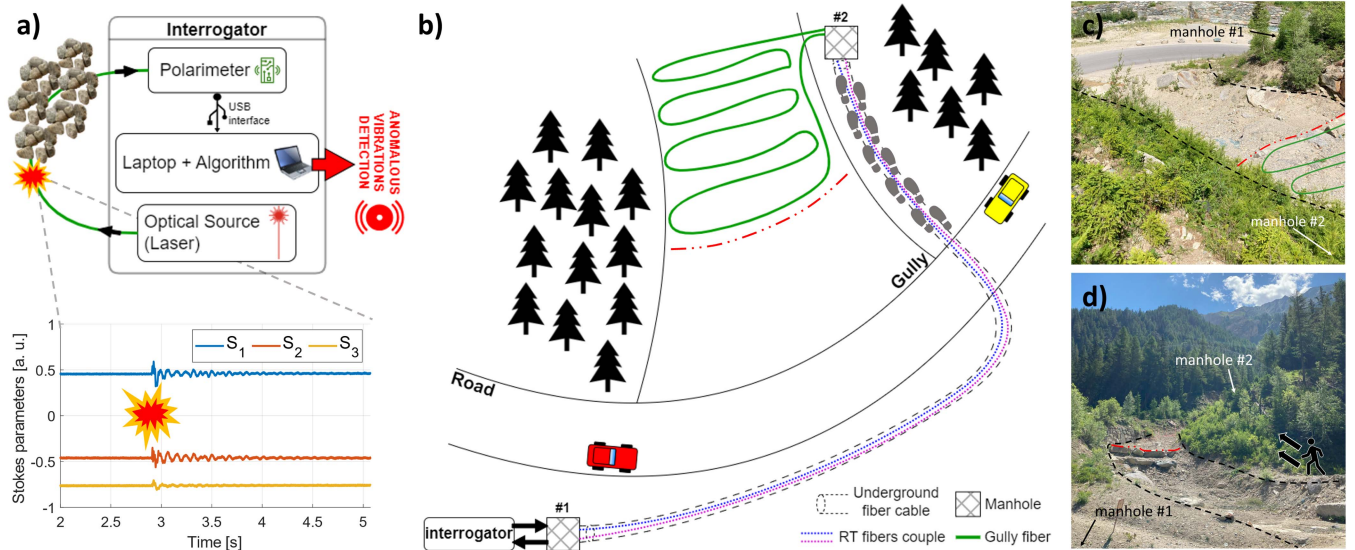 a)
Interrogator
Polarimeter
USB
interface
Laptop + Algorithm
ANOMALOUS
VIBRATIONS
DETECTION
Optical Source
(Laser)
S1 S2 S3
Stokes parameters [a. u.]
1
0.5
0
-0.5
-1
2 2.5 3 3.5 4 4.5 5
Time [s]
b)
#2
Gully
Road
#1
interrogator
Underground
fiber cable
Manhole
RT fibers couple
Gully fiber
c)
manhole #1
manhole #2
d)
manhole #2
manhole #1